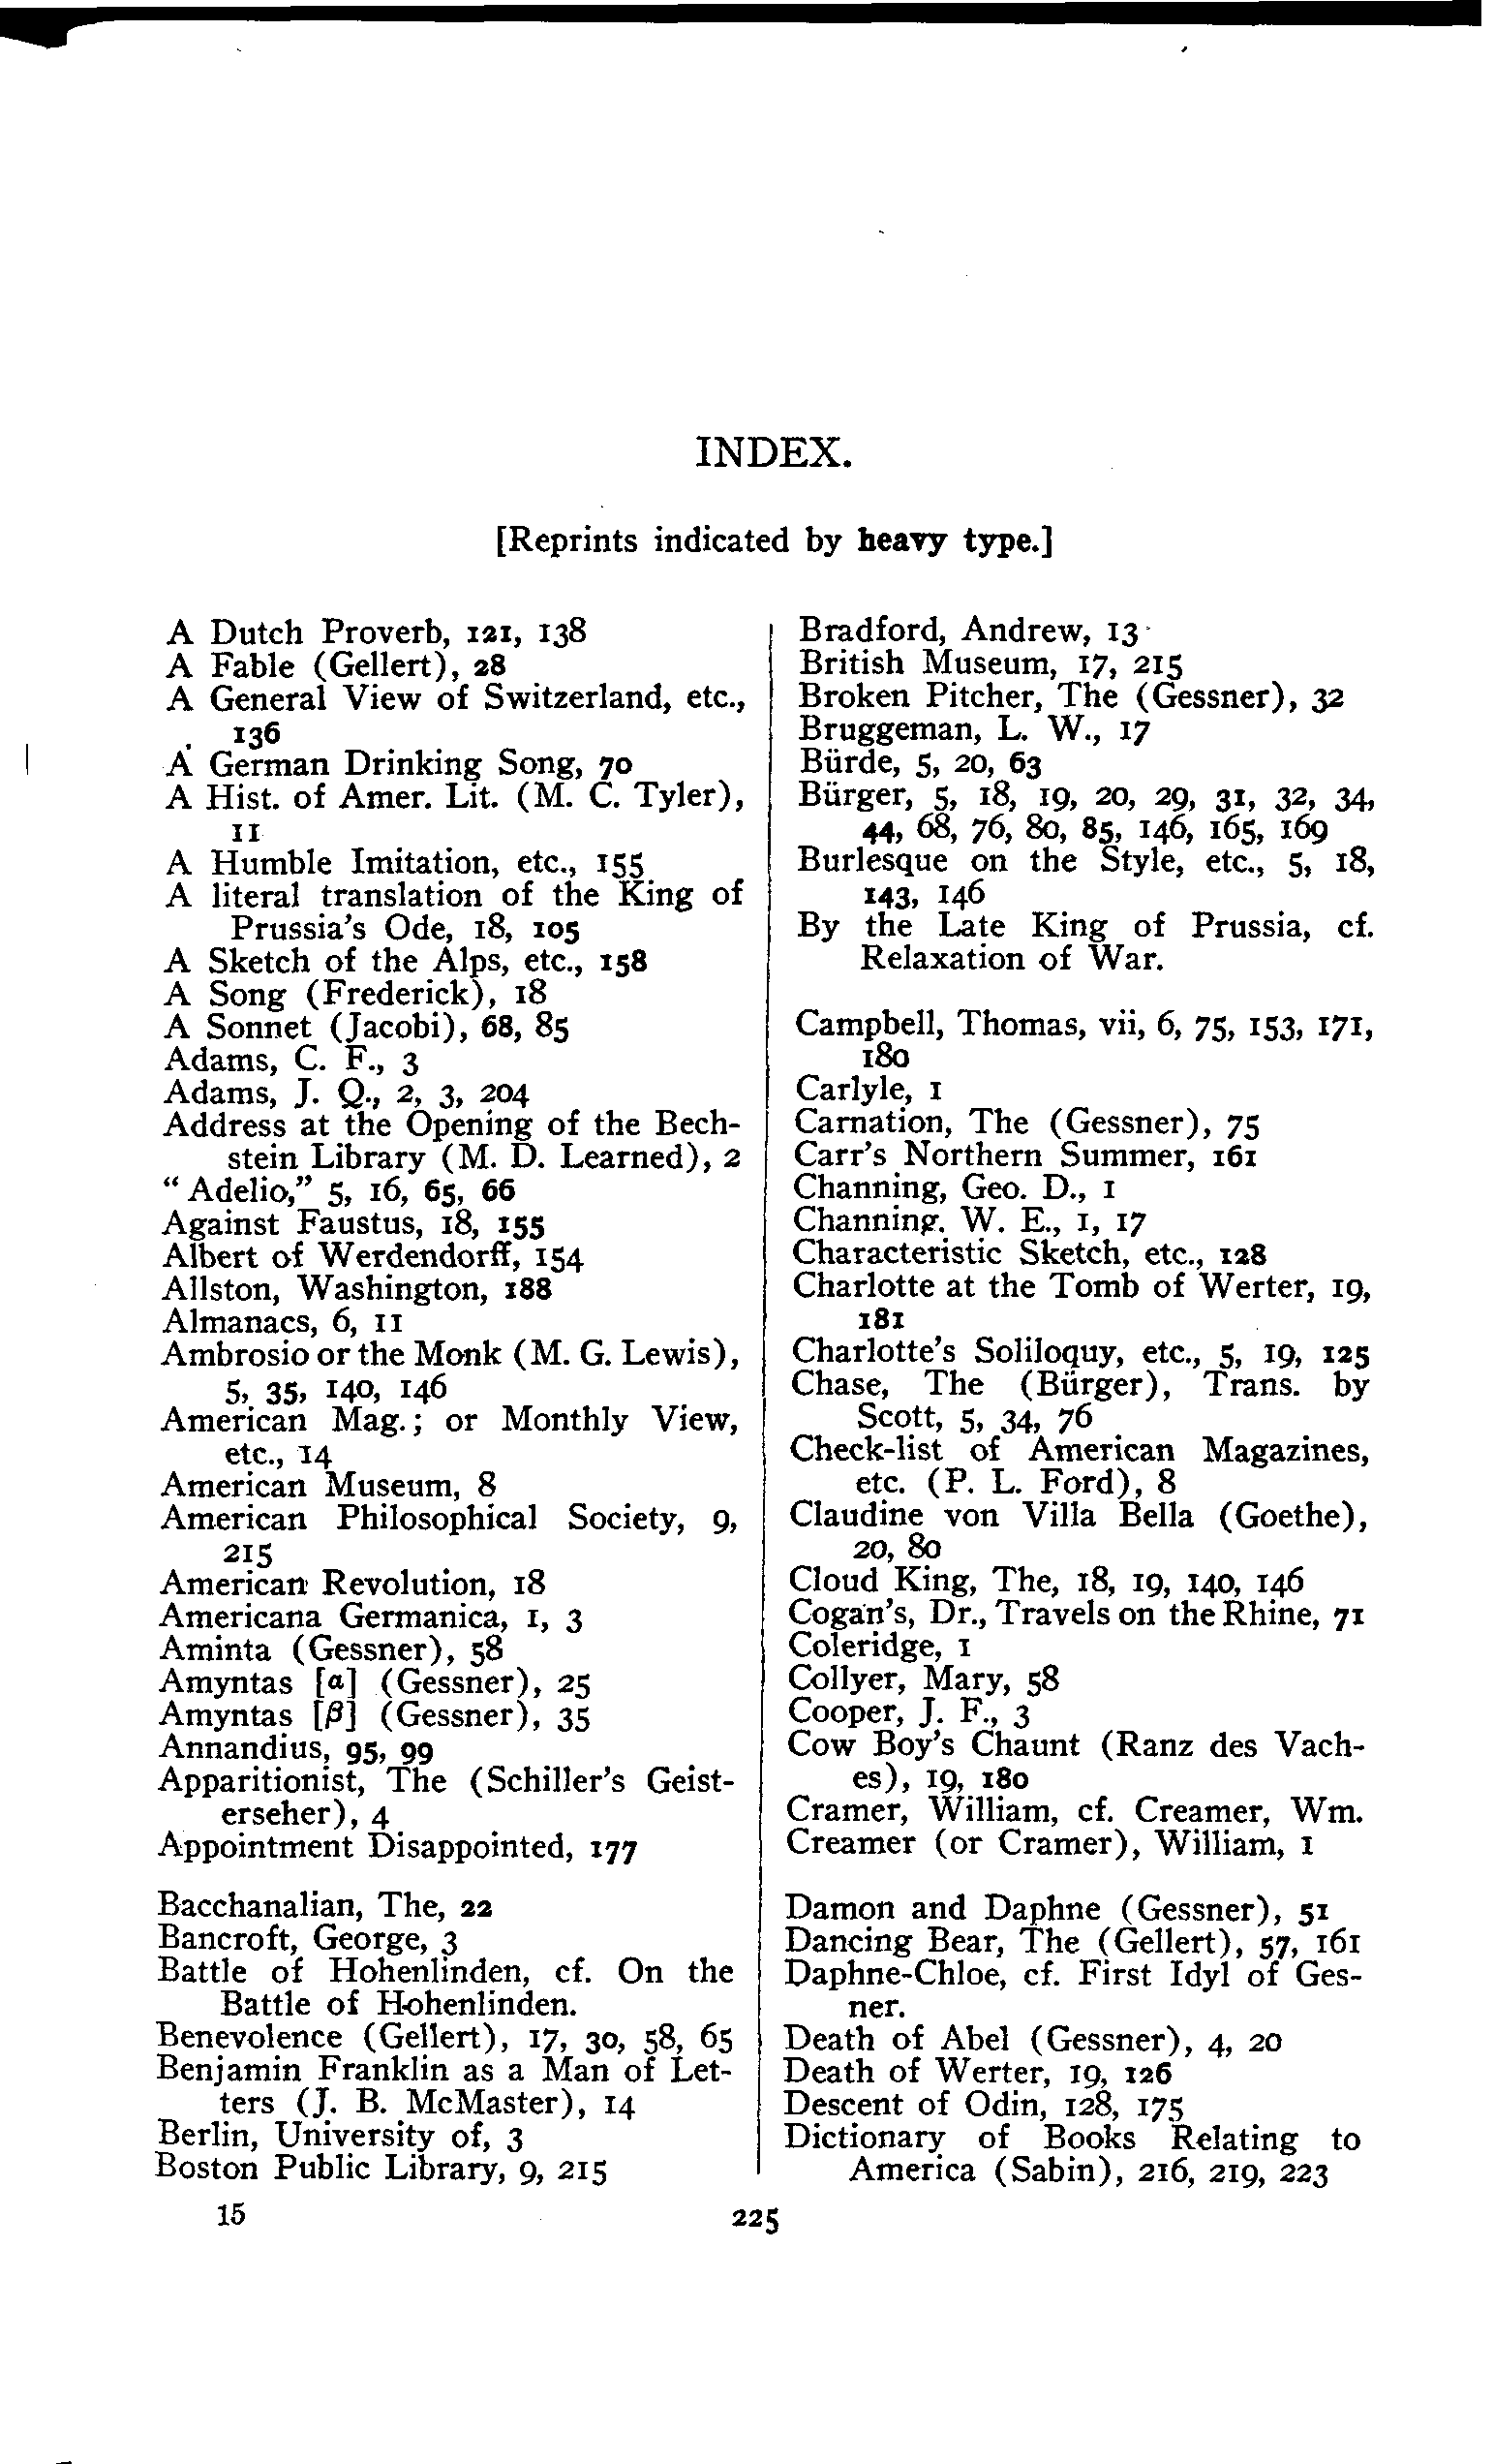 INDEX.
[Reprints indicated by heavy type.]
A Dutch Proverb, 121, 138
A Fable (Gellert), 28
A General View of Switzerland, etc.,
136
A German Drinking Song, 70
A Hist. of Amer. Lit. (M. C. Tyler),
11
A Humble Imitation, etc., 155
A literal translation of the King of
Prussia's Ode, 18, 105
A Sketch of the Alps, etc., 158
A Song (Frederick), 18
A Sonnet (Jacobi), 68, 85
Adams, C. F., 3
Adams, J. Q., 2, 3, 204
Address at the Opening of the Bech-
stein Library (M. D. Learned), 2
"Adelio," 5, 16, 65, 66
Against Faustus, 18, 155
Albert of Werdendorff, 154
Allston, Washington, 188
Almanacs, 6, 11
Ambrosio or the Monk (M. G. Lewis),
5, 35, 140, 146
American Mag.; or Monthly View,
etc., 14
American Museum, 8
American Philosophical Society, 9,
215
American Revolution, 18
Americana Germanica, 1, 3
Aminta (Gessner), 58
Amyntas [α] (Gessner), 25
Amyntas [β] (Gessner), 35
Annandius, 95, 99
Apparitionist, The (Schiller's Geist-
erseher), 4
Appointment Disappointed, 177
Bacchanalian, The, 22
Bancroft, George, 3
Battle of Hohenlinden, cf. On the
Battle of Hohenlinden.
Benevolence (Gellert), 17, 30, 58, 65
Benjamin Franklin as a Man of Let-
ters (J. B. McMaster), 14
Berlin, University of, 3
Boston Public Library, 9, 215
Bradford, Andrew, 13
British Museum, 17, 215
Broken Pitcher, The (Gessner), 32
Bruggeman, L. W., 17
Bürde, 5, 20, 63
Bürger, 5, 18, 19, 20, 29, 31, 32, 34,
44, 68, 76, 80, 85, 146, 165, 169
Burlesque on the Style, etc., 5, 18,
143, 146
By the Late King of Prussia, cf.
Relaxation of War.
Campbell, Thomas, vii, 6, 75, 153, 171,
180
Carlyle, 1
Carnation, The (Gessner), 75
Carr's Northern Summer, 161
Channing, Geo. D., 1
Channing, W. E., 1, 17
Characteristic Sketch, etc., 128
Charlotte at the Tomb of Werter, 19,
181
Charlotte's Soliloquy, etc., 5, 19, 125
Chase, The (Bürger), Trans. by
Scott, 5, 34, 76
Check-list of American Magazines,
etc. (P. L. Ford), 8
Claudine von Villa Bella (Goethe),
20, 80
Cloud King, The, 18, 19, 140, 146
Cogan's, Dr., Travels on the Rhine, 71
Coleridge, 1
Collyer, Mary, 58
Cooper, J. F., 3
Cow Boy's Chaunt (Ranz des Vach-
es), 19, 180
Cramer, William, cf. Creamer, Wm.
Creamer (or Cramer), William, 1
Damon and Daphne (Gessner), 51
Dancing Bear, The (Gellert), 57, 161
Daphne-Chloe, cf. First Idyl of Ges-
ner.
Death of Abel (Gessner), 4, 20
Death of Werter, 19, 126
Descent of Odin, 128, 175
Dictionary of Books Relating to
America (Sabin), 216, 219, 223
15
225